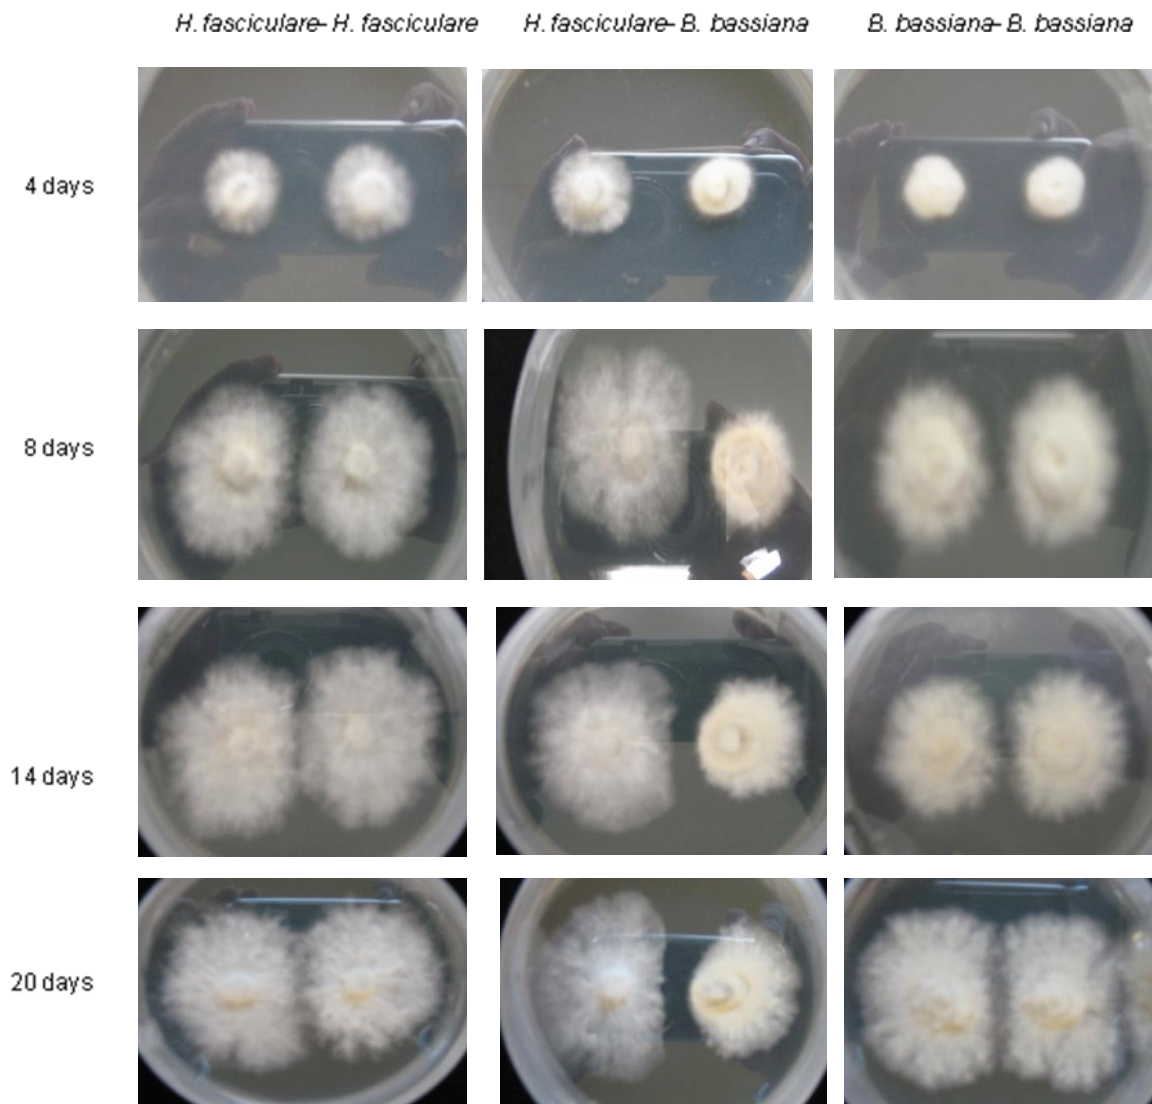 H. fasciculare- H. fasciculare H. fasciculare- B. bassiana B. bassiana- B. bassiana
4 days
8 days
14 days
20 days